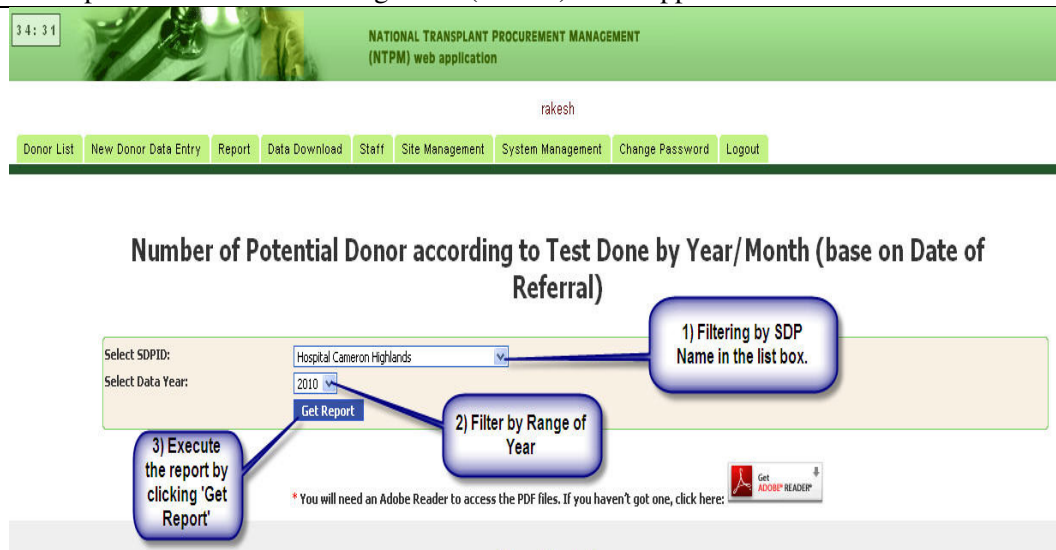 34:31
NATIONAL TRANSPLANT PROCUREMENT MANAGEMENT
(NTPM) web application
rakesh
Donor List New Donor Data Entry Report Data Download Staff Site Management System Management Change Password Logout
Number of Potential Donor according to Test Done by Year/Month (base on Date of
Referral)
1) Filtering by SDP
Name in the list box.
Select SDPID:
Hospital Cameron Highlands
Select Data Year:
2010
Get Report
2) Filter by Range of
Year
3) Execute
the report by
clicking 'Get
Report'
* You will need an Adobe Reader to access the PDF files. If you haven't got one, click here:
Get
ADOBE® READER®